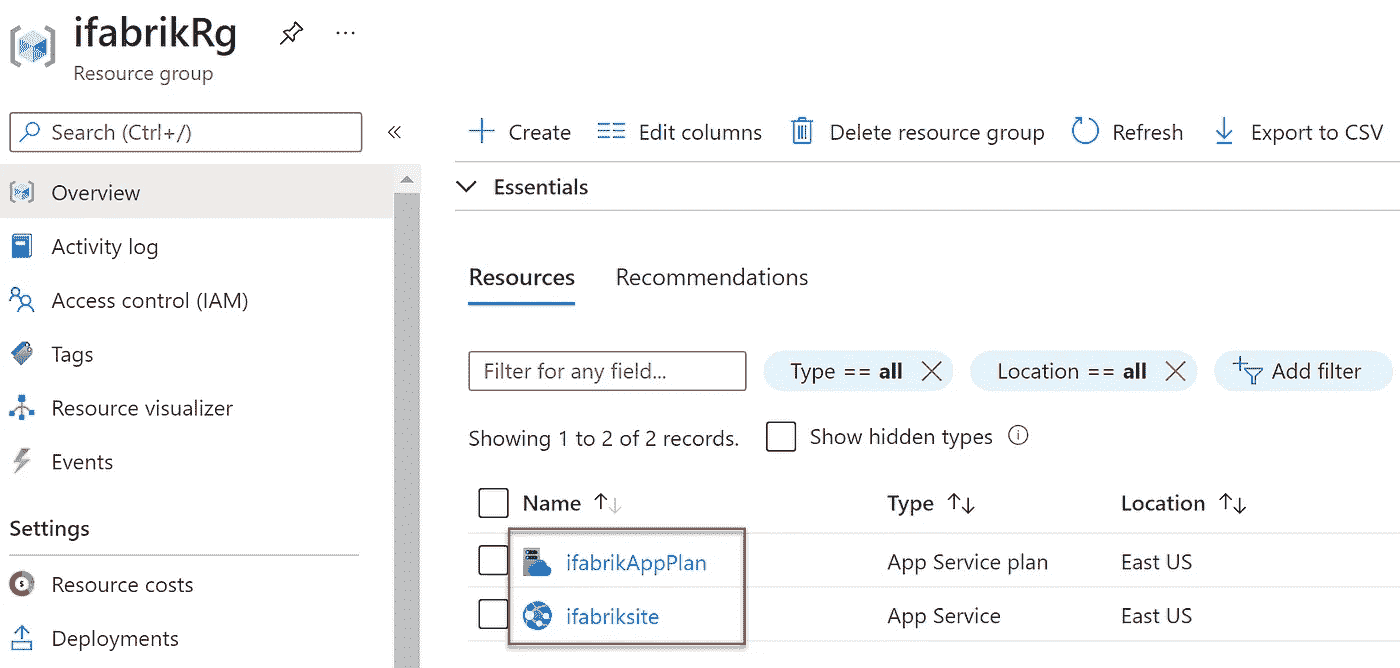 ifabrikRg
...
Resource group
Search (Ctrl+/)
«
Overview
Activity log
Access control (IAM)
Tags
Resource visualizer
Events
Settings
Resource costs
Deployments
Create Edit columns Delete resource group Refresh Export to CSV
Essentials
Resources Recommendations
Filter for any field... Type == all Location == all Add filter
Showing 1 to 2 of 2 records. Show hidden types
Name ↑↓ Type ↑↓ Location ↑↓
ifabrikAppPlan App Service plan East US
ifabriksite App Service East US